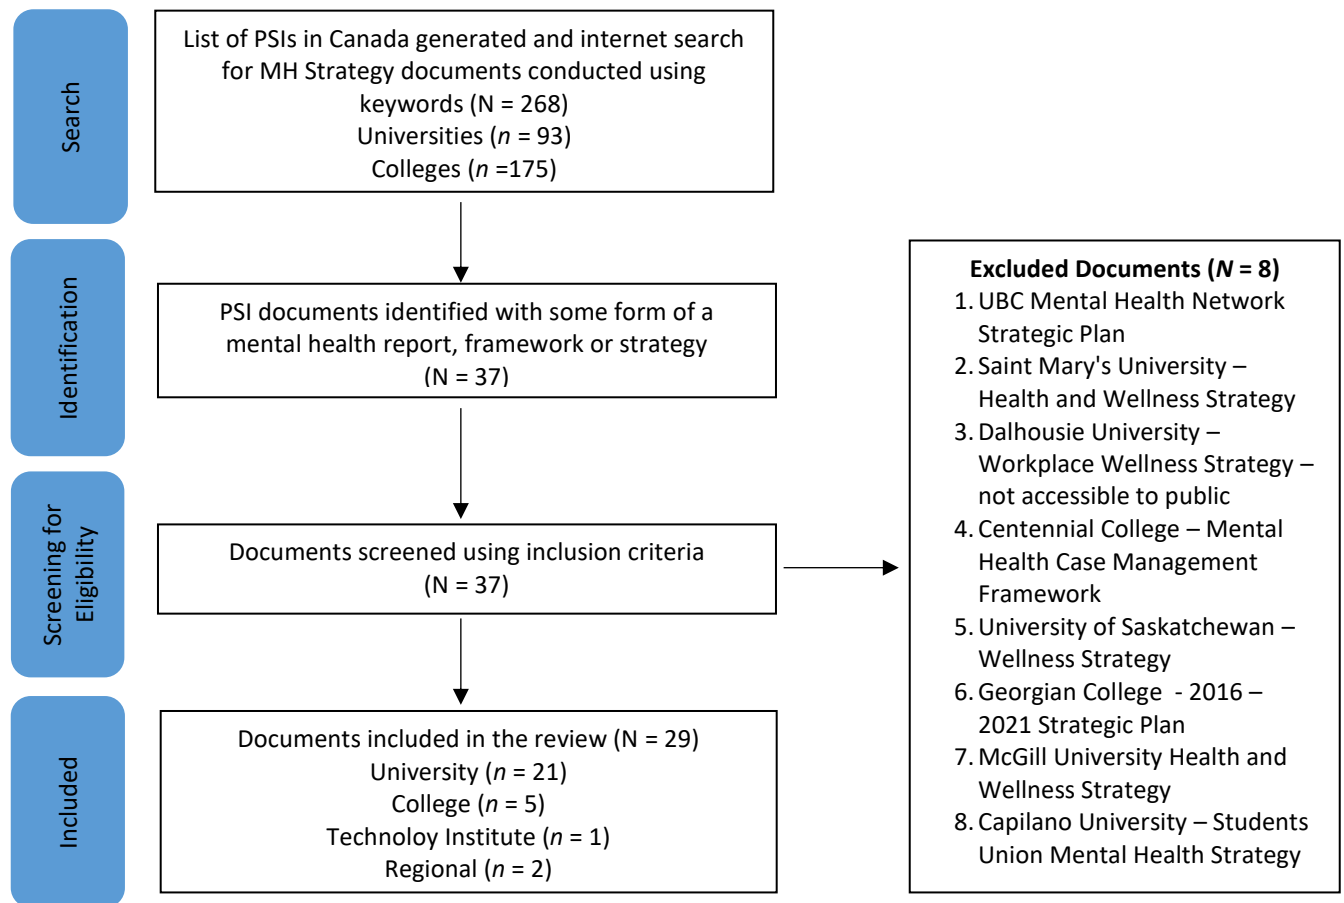 Search
List of PSIs in Canada generated and internet search
for MH Strategy documents conducted using
keywords (N = 268)
Universities (n = 93)
Colleges (n =175)
Identification
PSI documents identified with some form of a
mental health report, framework or strategy
(N = 37)
Screening for
Eligibility
Documents screened using inclusion criteria
(N = 37)
Included
Documents included in the review (N = 29)
University (n = 21)
College (n = 5)
Technoloy Institute (n = 1)
Regional (n = 2)
Excluded Documents (N = 8)
1. UBC Mental Health Network
Strategic Plan
2. Saint Mary's University –
Health and Wellness Strategy
3. Dalhousie University –
Workplace Wellness Strategy –
not accessible to public
4. Centennial College – Mental
Health Case Management
Framework
5. University of Saskatchewan –
Wellness Strategy
6. Georgian College - 2016 –
2021 Strategic Plan
7. McGill University Health and
Wellness Strategy
8. Capilano University – Students
Union Mental Health Strategy